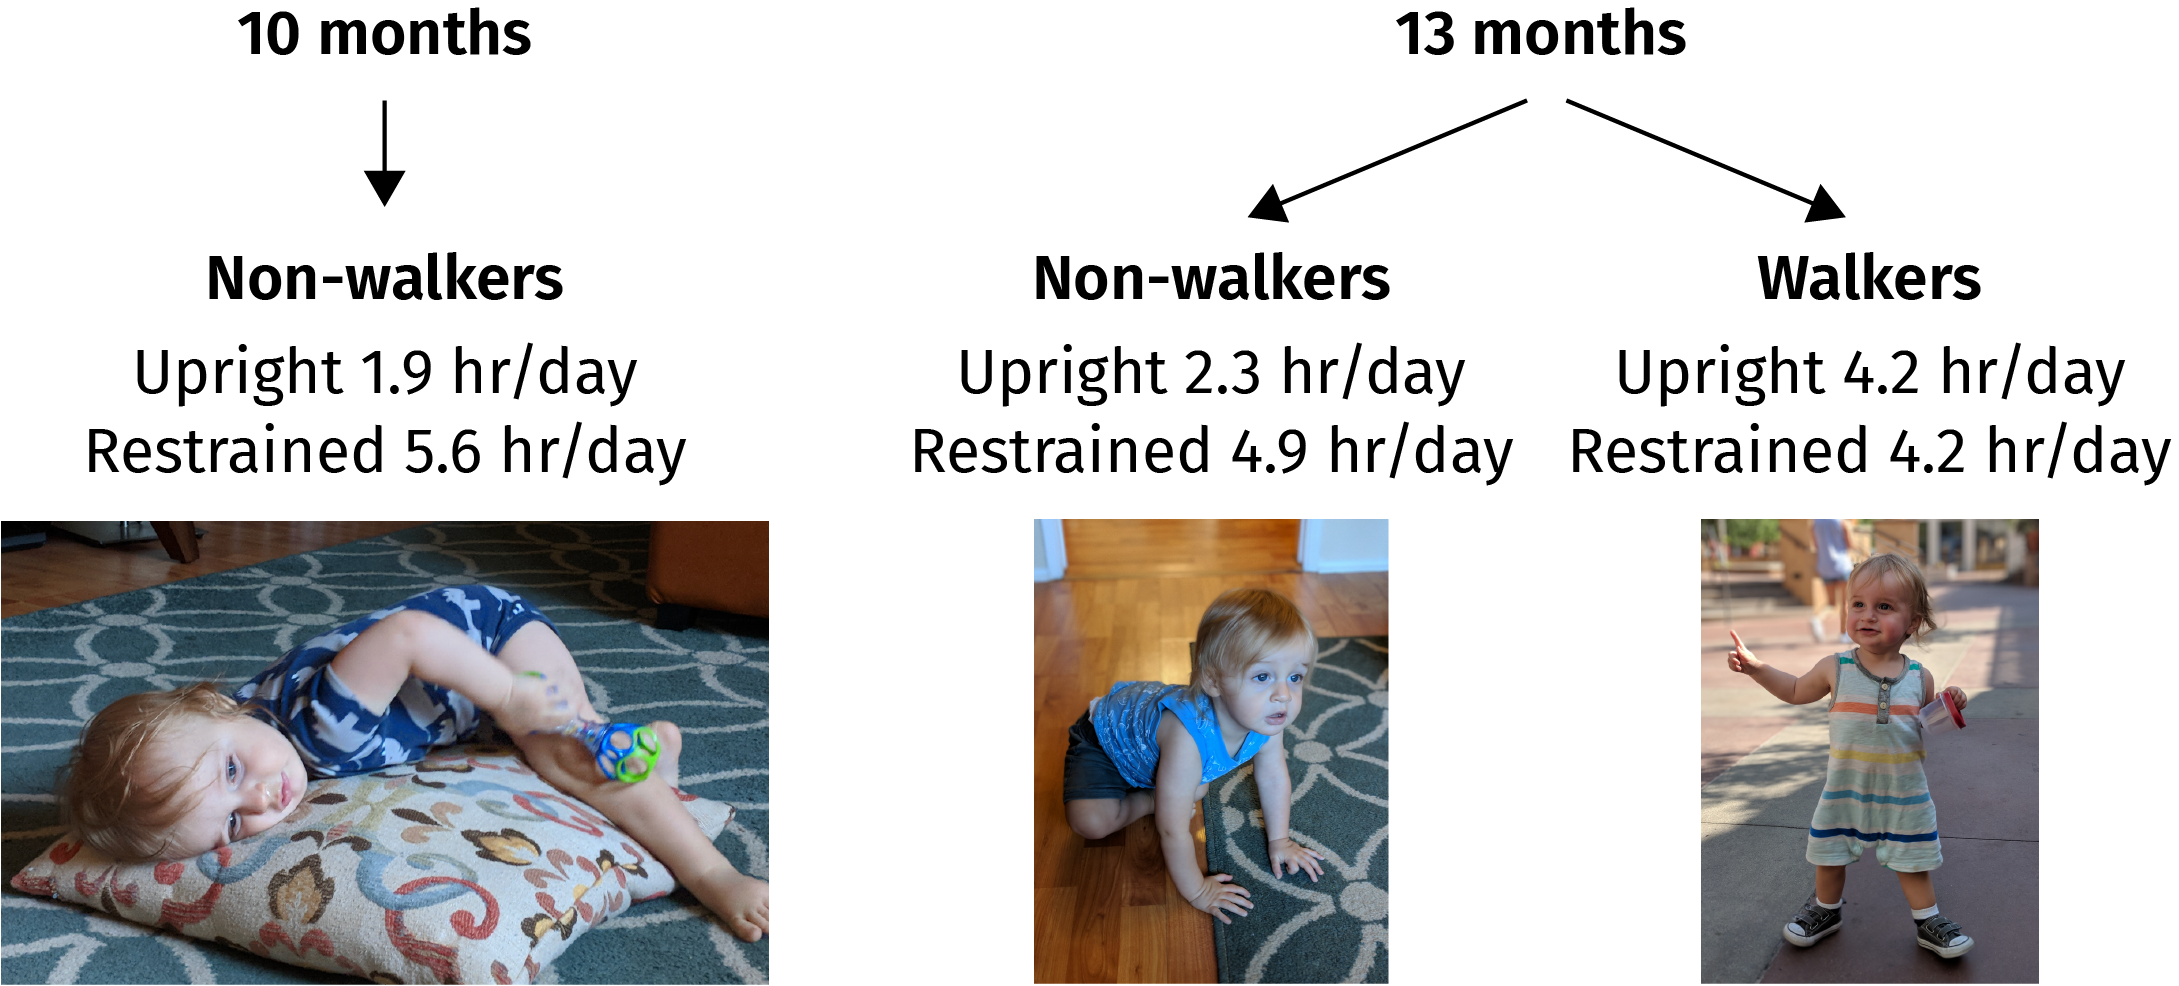 10 months
Non-walkers
Upright 1.9 hr/day
Restrained 5.6 hr/day
13 months
Non-walkers
Upright 2.3 hr/day
Restrained 4.9 hr/day
Walkers
Upright 4.2 hr/day
Restrained 4.2 hr/day